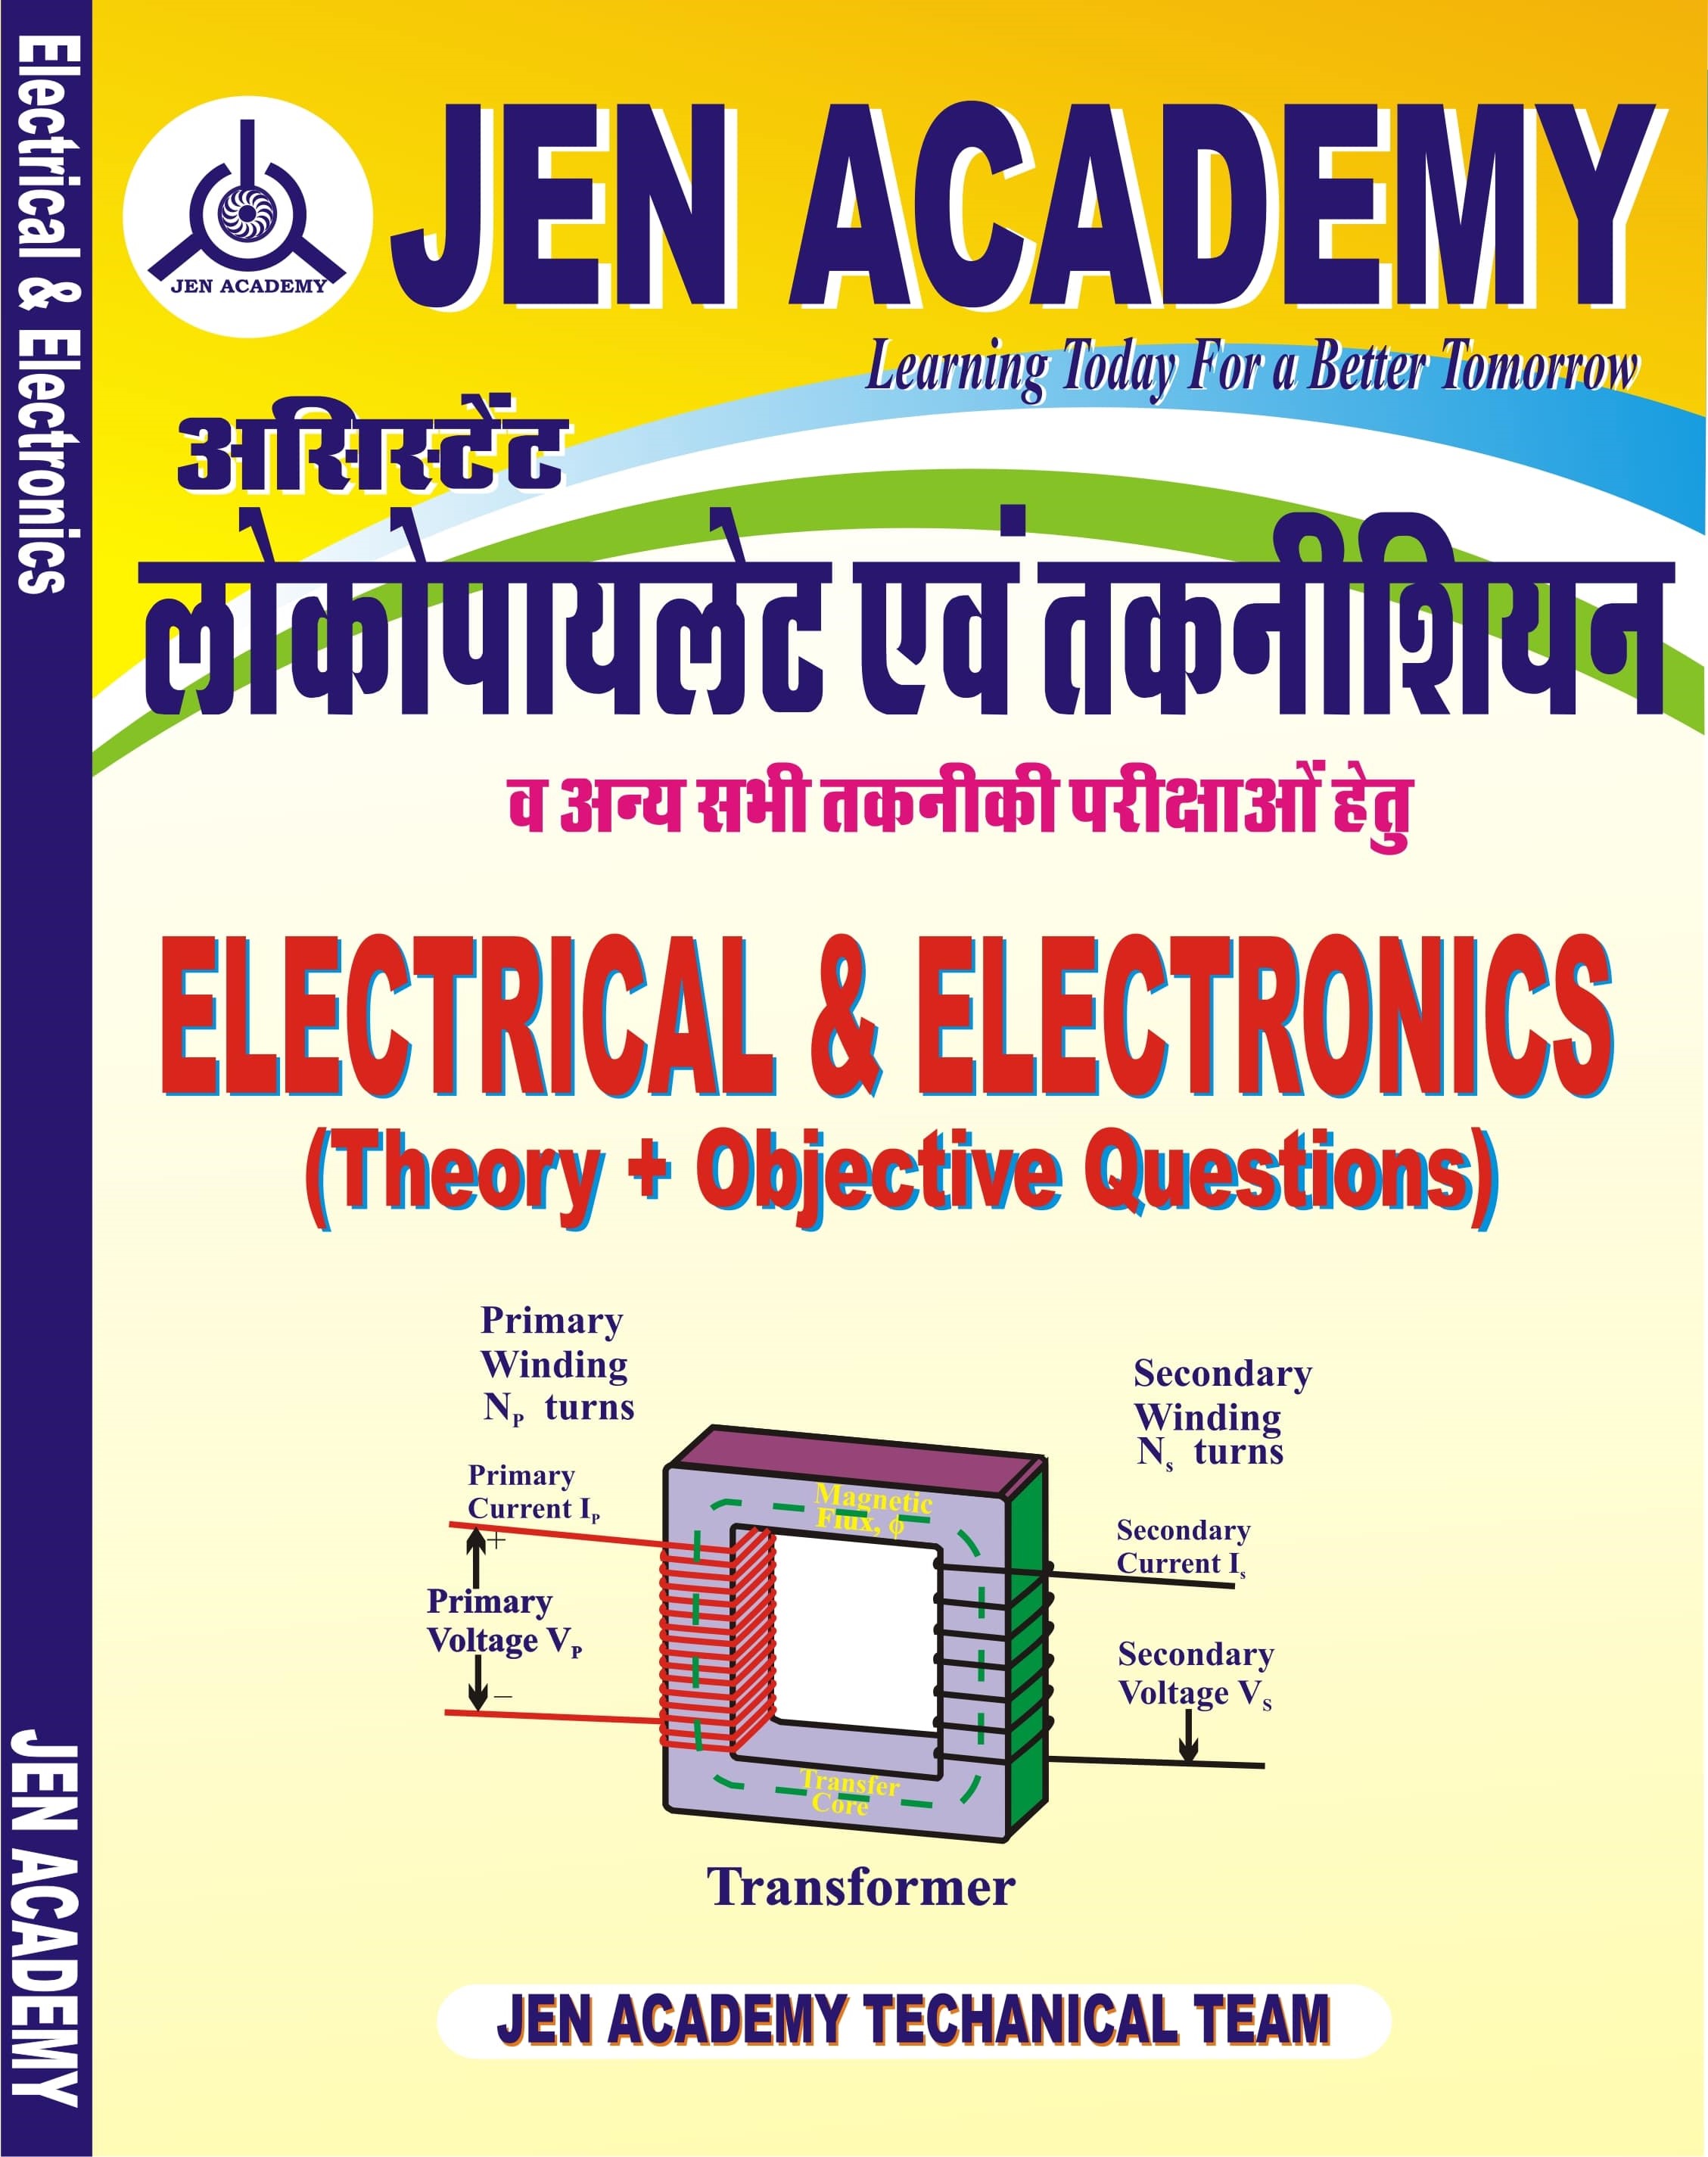 Electrical & Electronics
JEN ACADEMY
JEN ACADEMY
JEN ACADEMY
Learning Today For a Better Tomorrow
असिस्टेंट
लोकोपायलेट एवं तकनीशियन
व अन्य सभी तकनीकी परीक्षाओं हेतु
ELECTRICAL & ELECTRONICS
(Theory + Objective Questions)
Primary
Winding
Nₚ turns
Primary
Current Iₚ
+
Primary
Voltage Vₚ
–
Magnetic
Flux, ϕ
Transfer
Core
Secondary
Winding
Nₛ turns
Secondary
Current Iₛ
Secondary
Voltage Vₛ
Transformer
JEN ACADEMY TECHANICAL TEAM